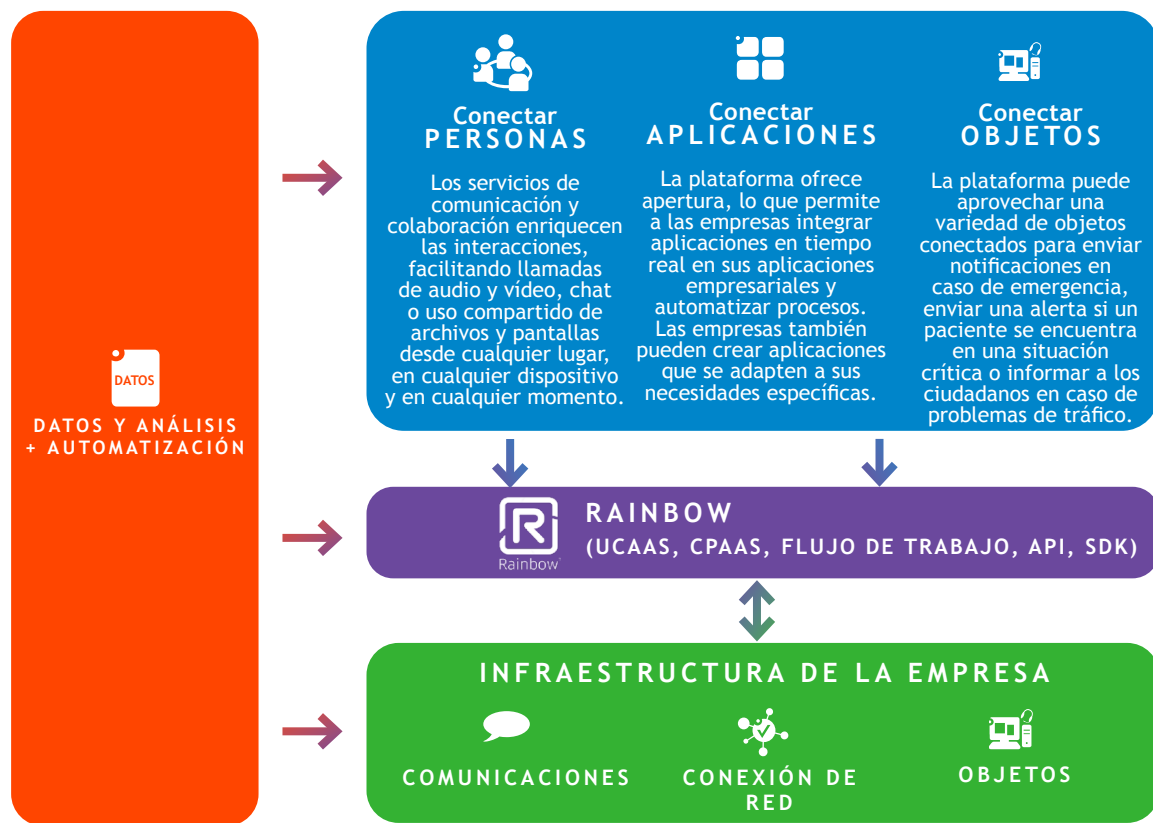 DATOS
DATOS Y ANÁLISIS
+ AUTOMATIZACIÓN
Conectar
PERSONAS
Los servicios de
comunicación y
colaboración enriquecen
las interacciones,
facilitando llamadas
de audio y vídeo, chat
o uso compartido de
archivos y pantallas
desde cualquier lugar,
en cualquier dispositivo
y en cualquier momento.
Conectar
APLICACIONES
La plataforma ofrece
apertura, lo que permite
a las empresas integrar
aplicaciones en tiempo
real en sus aplicaciones
empresariales y
automatizar procesos.
Las empresas también
pueden crear aplicaciones
que se adapten a sus
necesidades específicas.
Conectar
OBJETOS
La plataforma puede
aprovechar una
variedad de objetos
conectados para enviar
notificaciones en
caso de emergencia,
enviar una alerta si un
paciente se encuentra
en una situación
crítica o informar a los
ciudadanos en caso de
problemas de tráfico.
Rainbow
RAINBOW
(UCAAS, CPAAS, FLUJO DE TRABAJO, API, SDK)
INFRAESTRUCTURA DE LA EMPRESA
COMUNICACIONES
CONEXIÓN DE
RED
OBJETOS